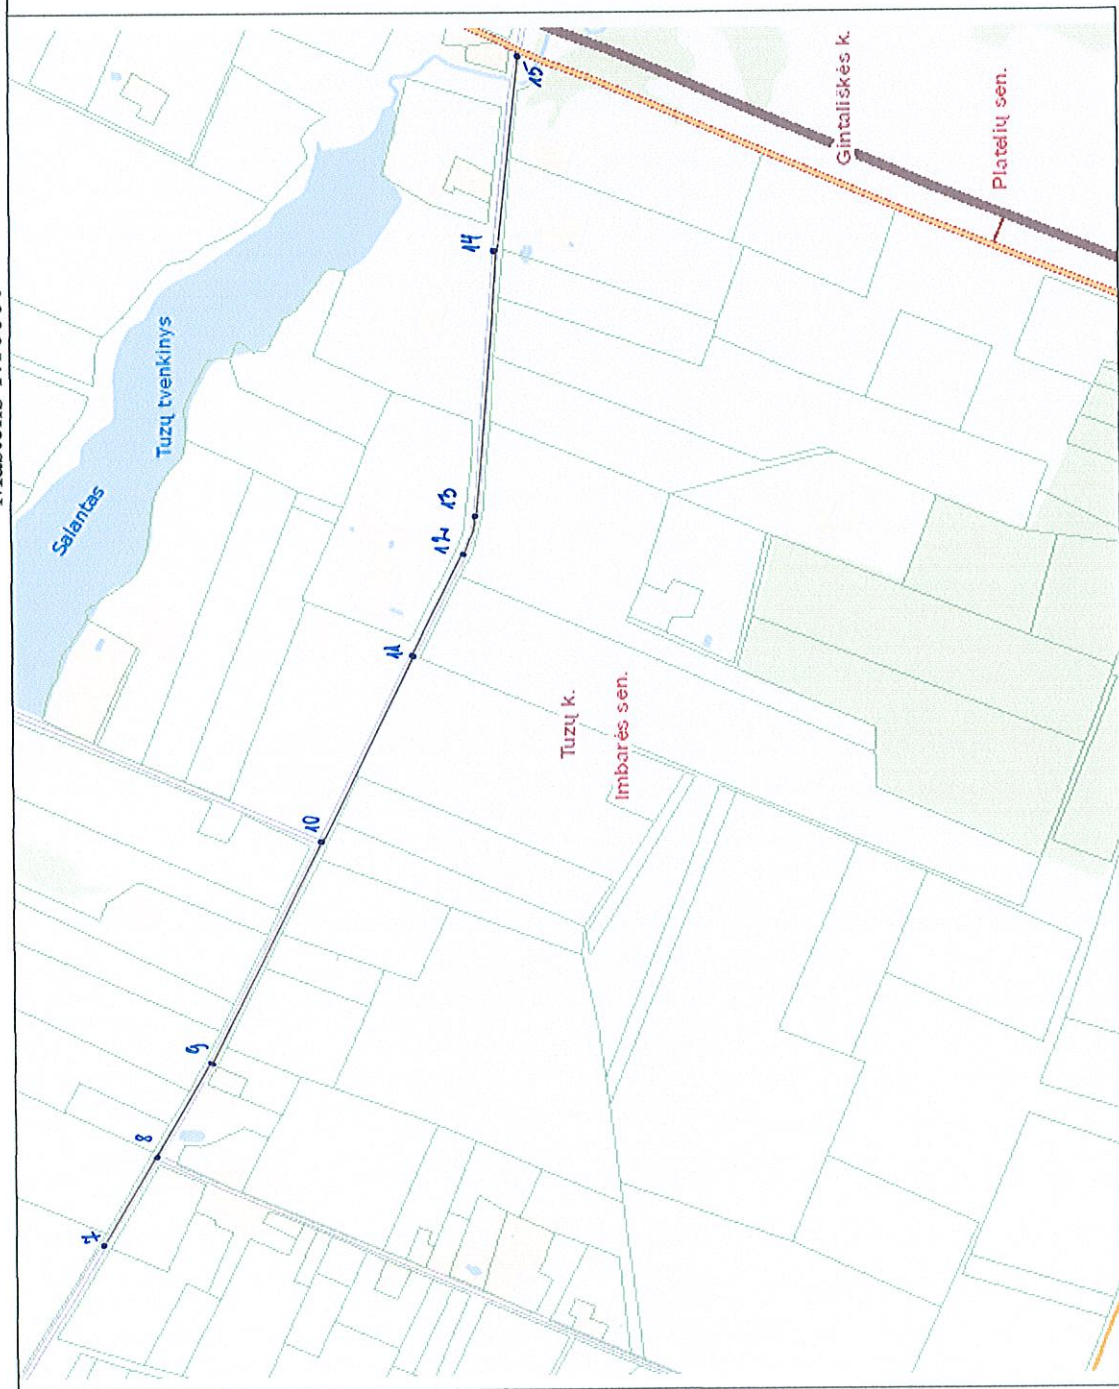 Salantas
Tuzų tvenkinys
7
8
9
10
11
12
13
14
15
Tuzų k.
Imbarės sen.
Gintališkės k.
Platelių sen.